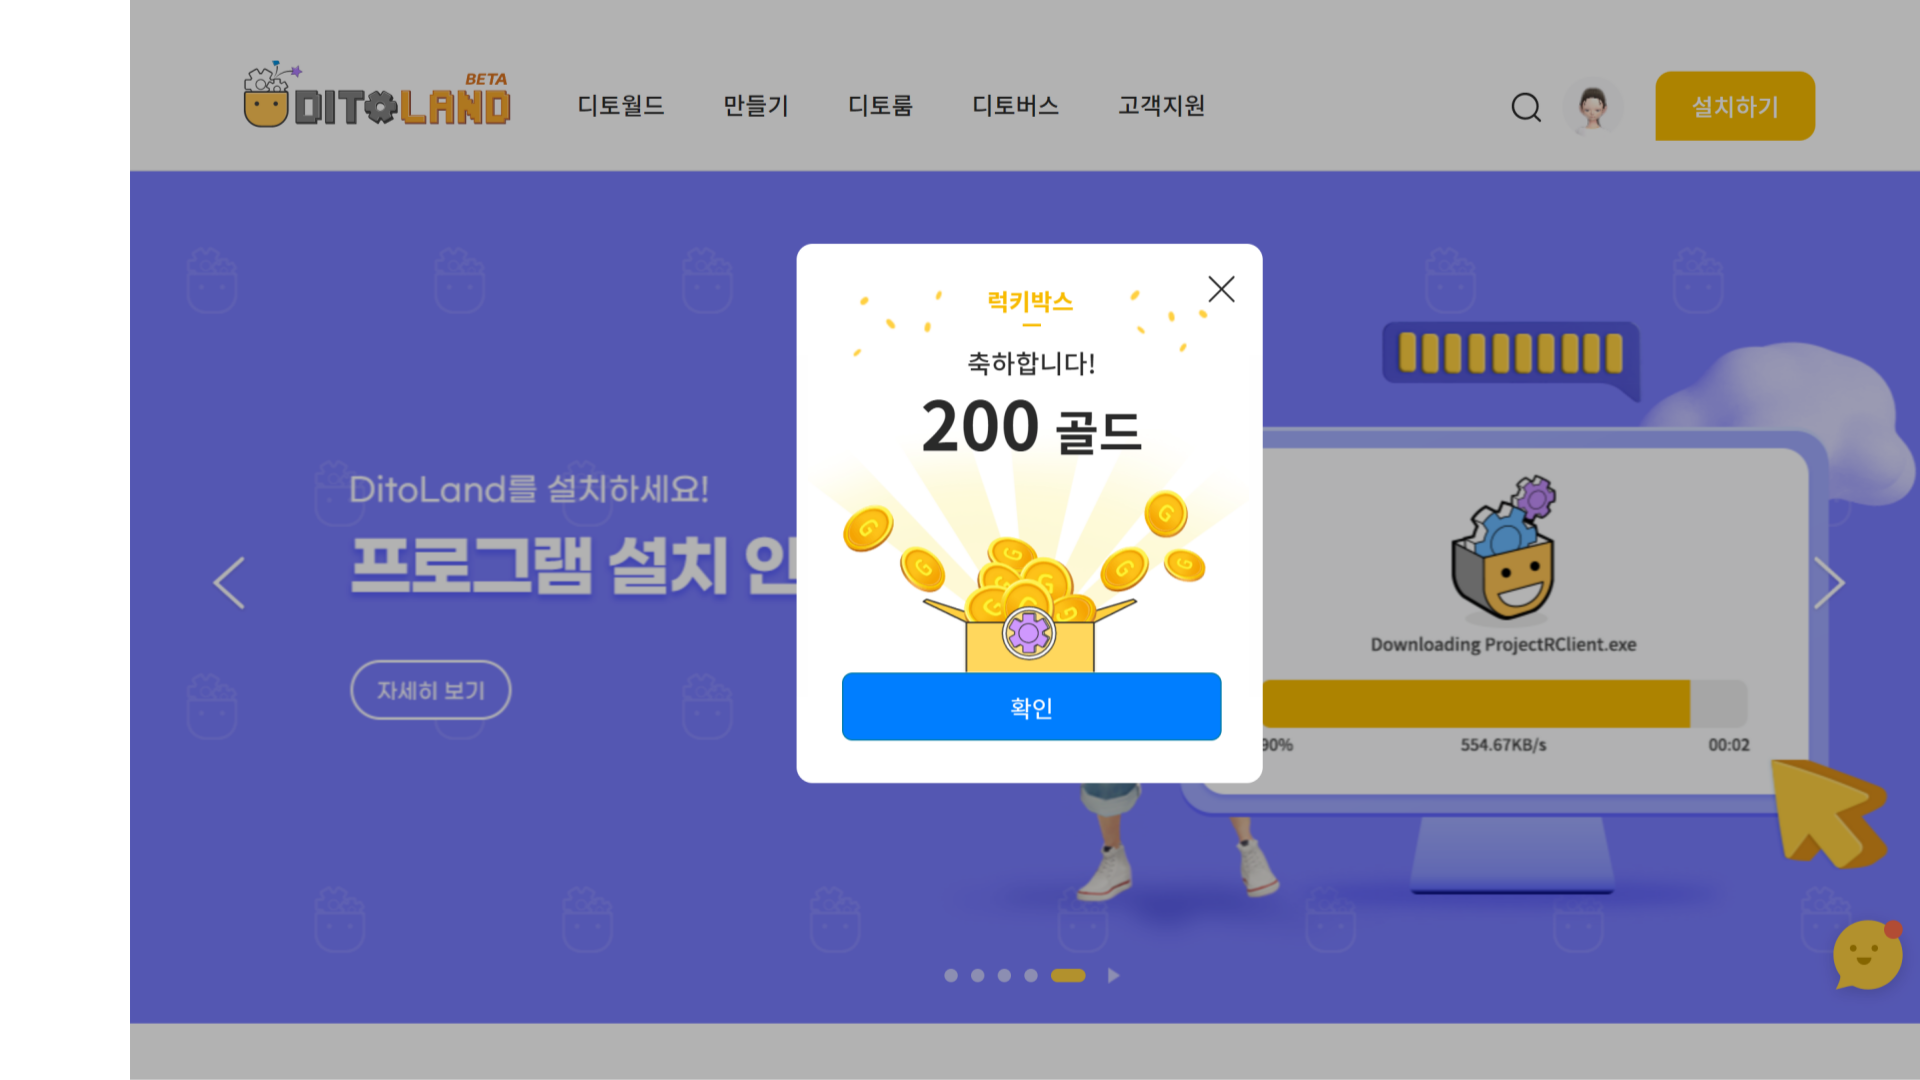 BETA
DITOLAND
디토월드
만들기
디토룸
디토버스
고객지원
설치하기
럭키박스
축하합니다!
200 골드
확인
DitoLand를 설치하세요!
프로그램 설치
자세히 보기
Downloading ProjectRClient.exe
90%
554.67KB/s
00:02